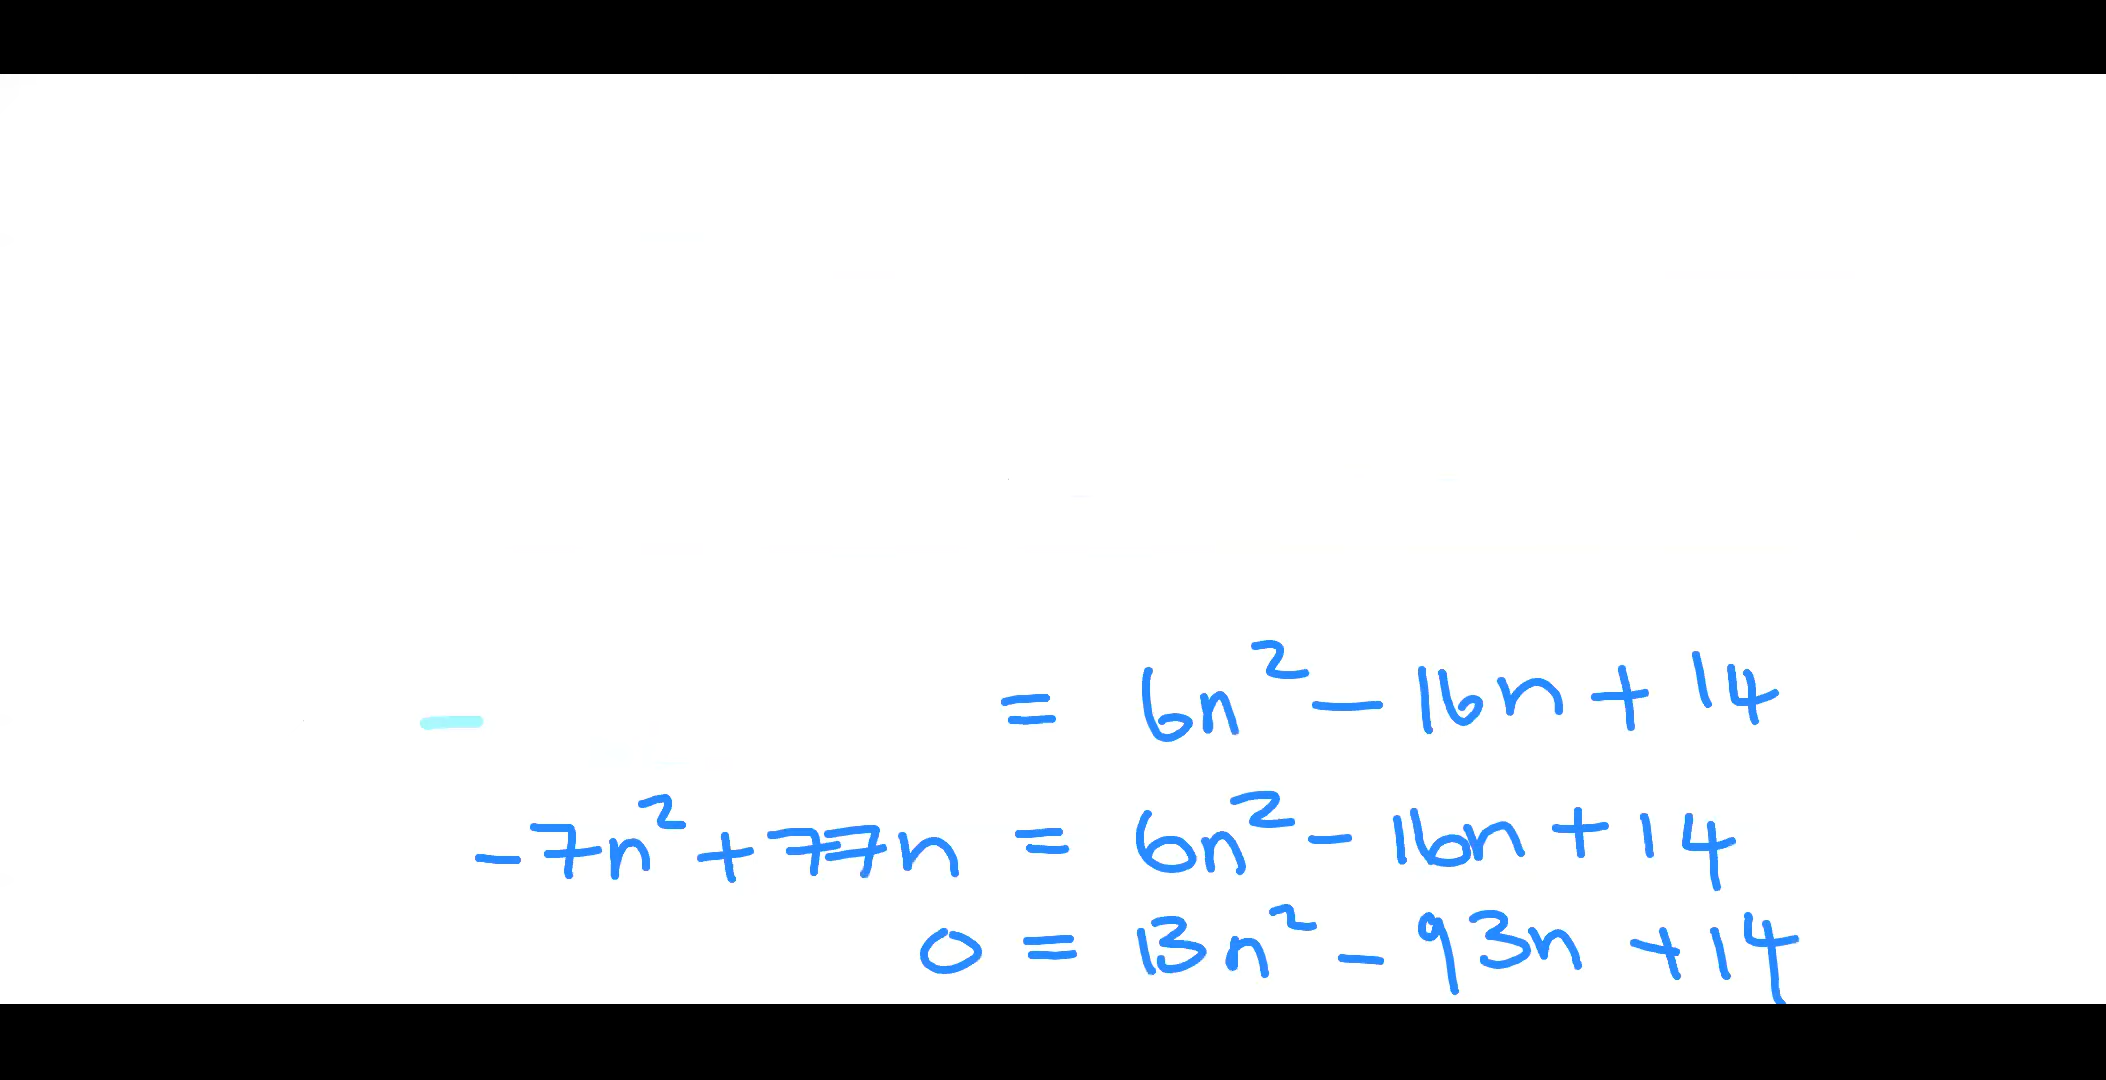 = 6n² - 16n + 14
-7n² + 77n = 6n² - 16n + 14
0 = 13n² - 93n + 14